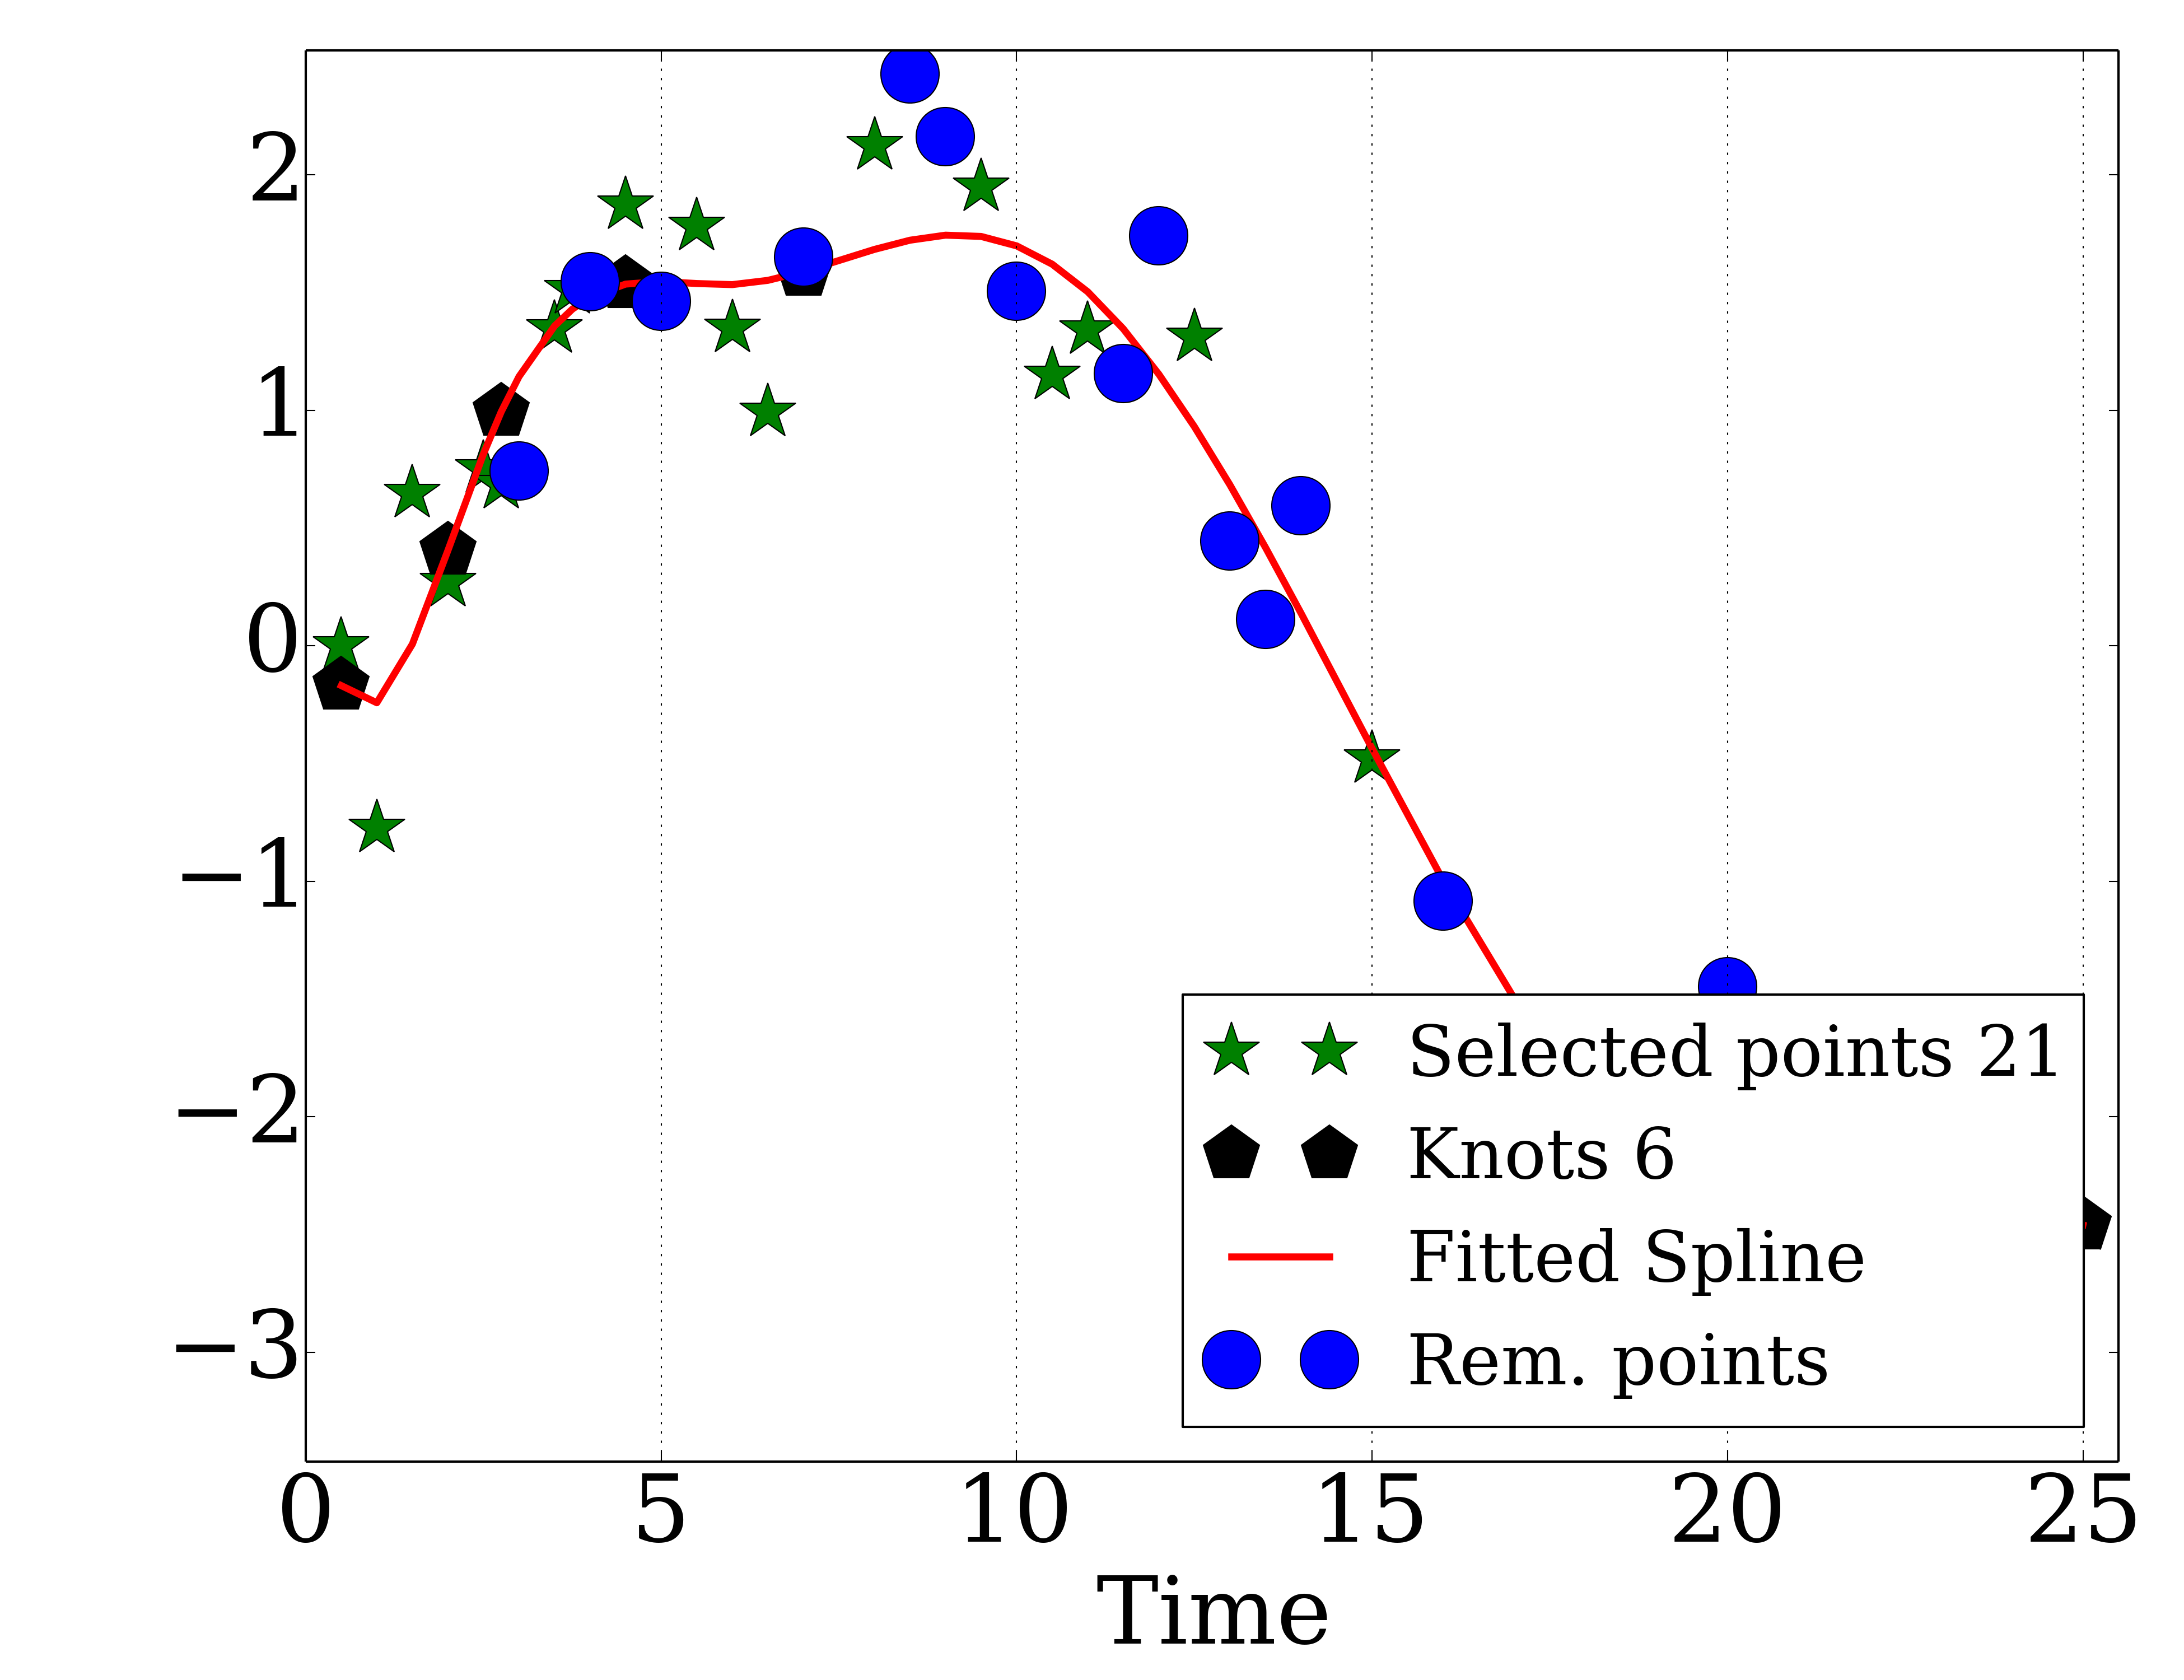 2
1
0
−1
−2
−3
Selected points 21
Knots 6
Fitted Spline
Rem. points
0 5 10 15 20 25
Time